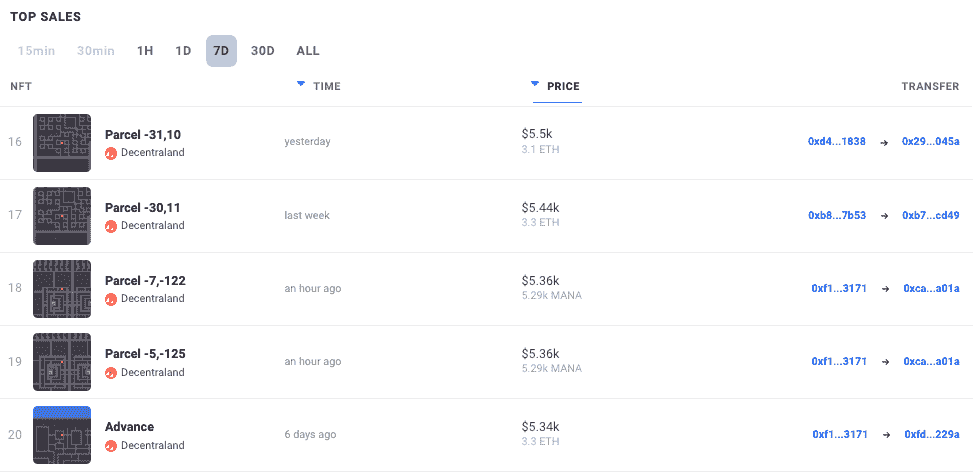 TOP SALES
15min 30min 1H 1D 7D 30D ALL
NFT TIME PRICE TRANSFER
16 Parcel -31,10 Decentraland yesterday $5.5k 3.1 ETH 0xd4...1838 → 0x29...045a
17 Parcel -30,11 Decentraland last week $5.44k 3.3 ETH 0xb8...7b53 → 0xb7...cd49
18 Parcel -7,-122 Decentraland an hour ago $5.36k 5.29k MANA 0xf1...3171 → 0xca...a01a
19 Parcel -5,-125 Decentraland an hour ago $5.36k 5.29k MANA 0xf1...3171 → 0xca...a01a
20 Advance Decentraland 6 days ago $5.34k 3.3 ETH 0xf1...3171 → 0xfd...229a